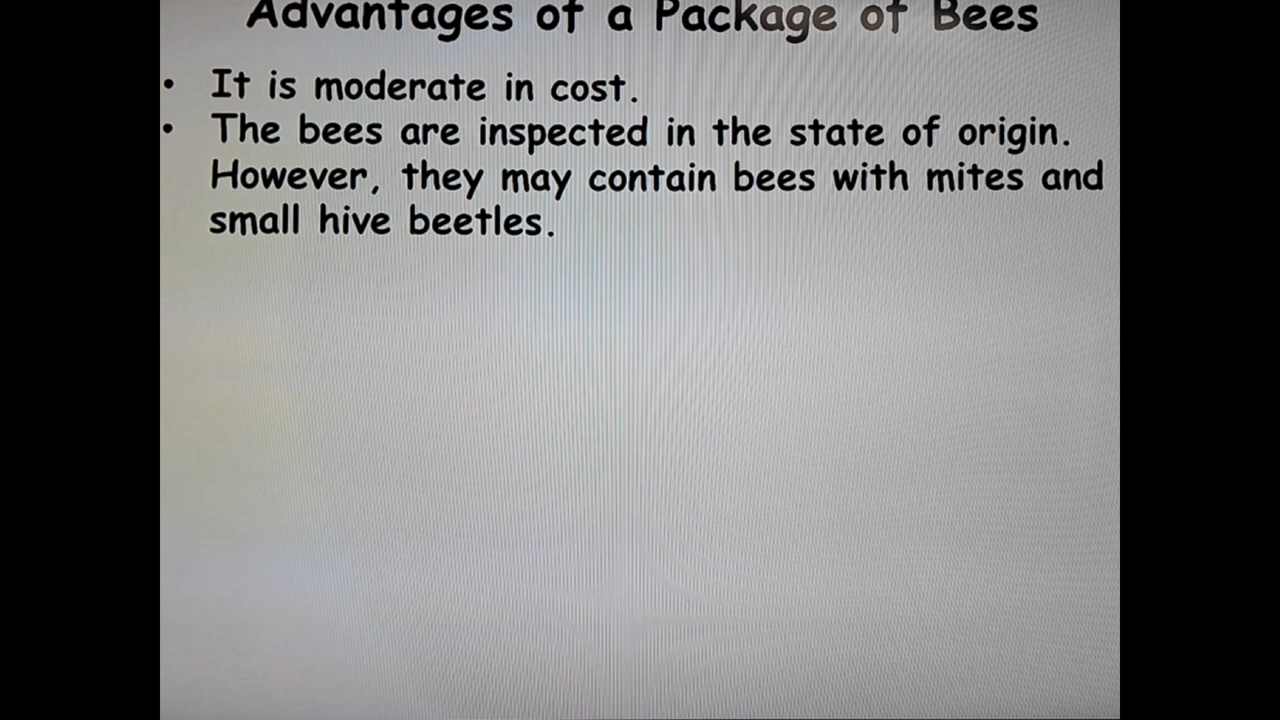 Advantages of a Package of Bees
• It is moderate in cost.
• The bees are inspected in the state of origin.
However, they may contain bees with mites and
small hive beetles.